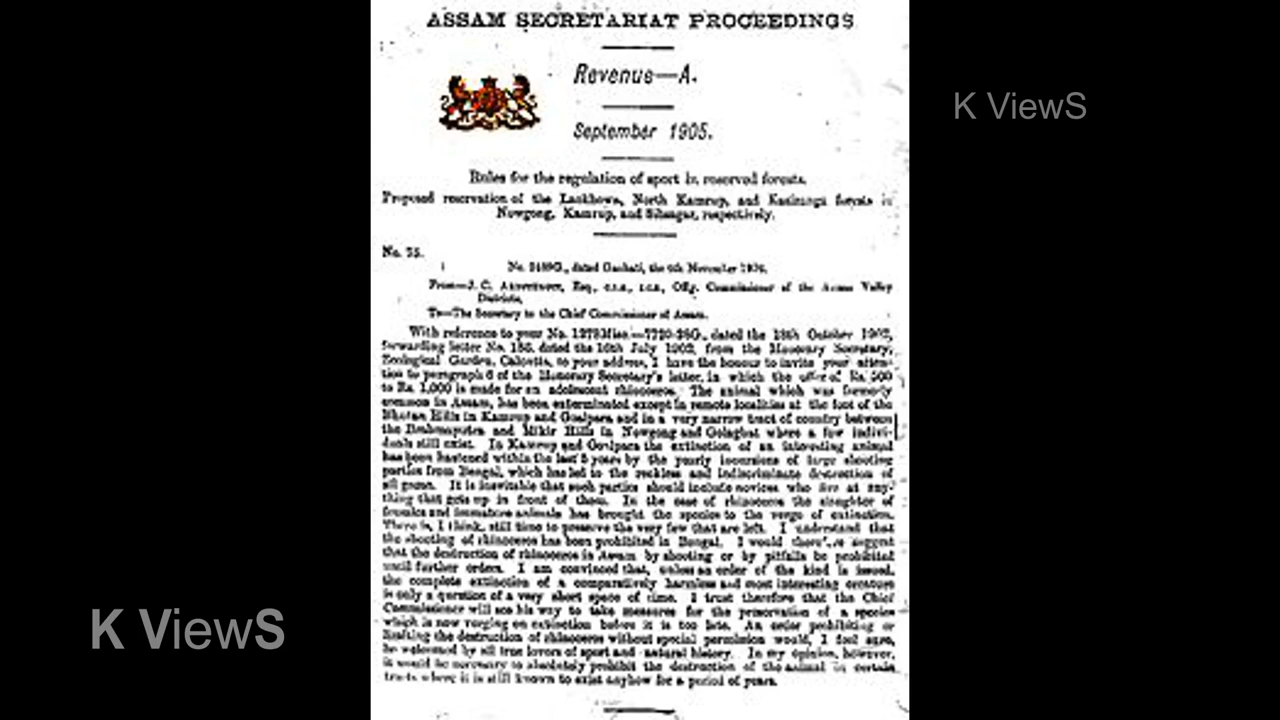 ASSAM SECRETARIAT PROCEEDINGS
Revenue—A.
September 1905.
Rules for the regulation of sport in reserved forests.
Proposed reservation of the Laokhowa, North Kamrup, and Kaziranga forests in
Nowgong, Kamrup, and Sibsagar, respectively.
No. 75.
dated Gauhati, the November
From—J. C. Esq., C.I.E., I.C.S., Offg. Commissioner of the Assam Valley
Districts,
To—The Secretary to the Chief Commissioner of Assam.
With reference to your No. dated the October
forwarding letter No. dated the July from the Honorary Secretary,
Zoological Garden, Calcutta, to your address, I have the honour to invite your atten-
tion to paragraph 6 of the Honorary Secretary's letter, in which the offer of Rs. 500
to Rs. 1,000 is made for an adolescent rhinoceros. The animal which was formerly
common in Assam, has been exterminated except in remote localities at the foot of the
Bhutan Hills in Kamrup and Goalpara and in a very narrow tract of country between
the Brahmaputra and Mikir Hills in Nowgong and Golaghat where a few indivi-
duals still exist. In Kamrup and Goalpara the extinction of an interesting animal
has been hastened within the last 5 years by the yearly incursions of large shooting
parties from Bengal, which has led to the reckless and indiscriminate destruction of
all game. It is inevitable that such parties should include novices who fire at any-
thing that gets up in front of them. In the case of rhinoceros the slaughter of
females and immature animals has brought the species to the verge of extinction.
There is, I think, still time to preserve the very few that are left. I understand that
the shooting of rhinoceros has been prohibited in Bengal. I would therefore suggest
that the destruction of rhinoceros in Assam by shooting or by pitfalls be prohibited
until further orders. I am convinced that, unless an order of the kind is issued,
the complete extinction of a comparatively harmless and most interesting creature
is only a question of a very short space of time. I trust therefore that the Chief
Commissioner will see his way to take measures for the preservation of a species
which is now verging on extinction before it is too late. An order prohibiting or
limiting the destruction of rhinoceros without special permission would, I feel sure,
be welcomed by all true lovers of sport and natural history. In my opinion, however,
it would be necessary to absolutely prohibit the destruction of the animal in certain
tracts where it is still known to exist anyhow for a period of years.
K ViewS
K ViewS